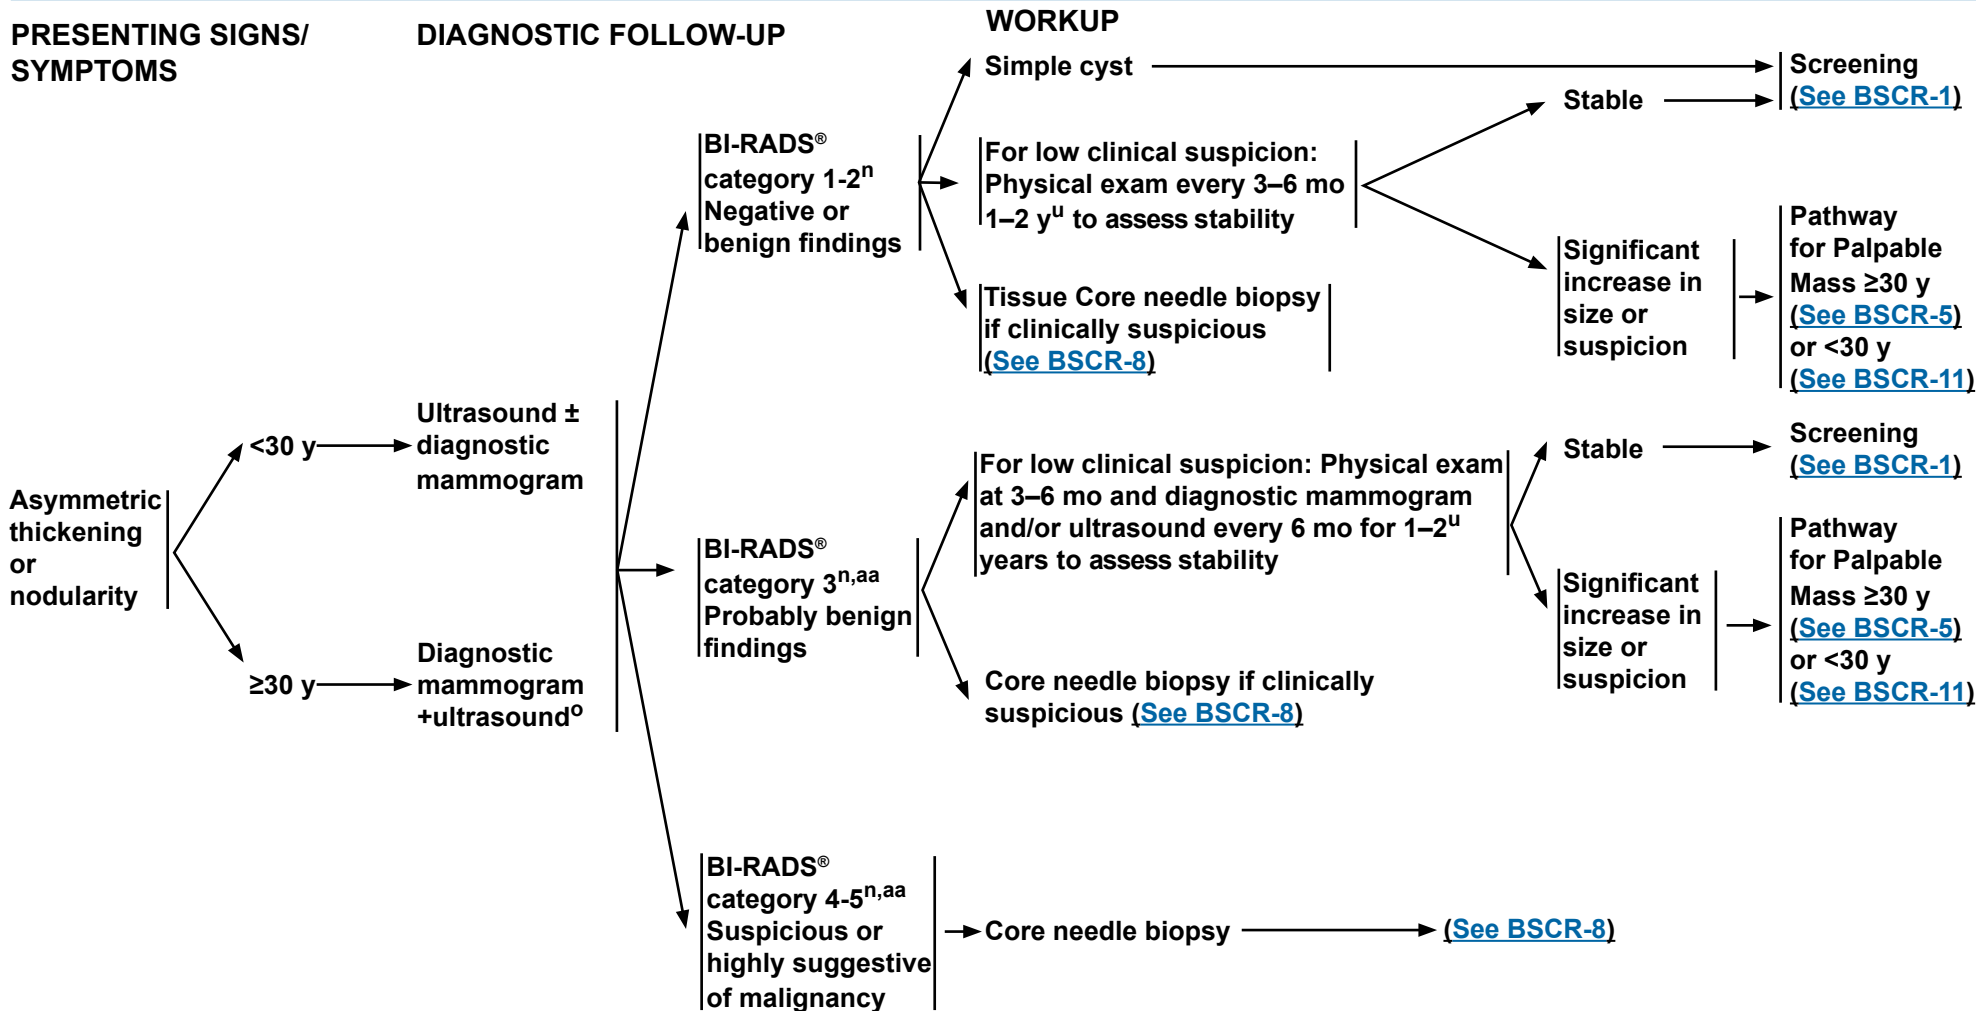 PRESENTING SIGNS/
SYMPTOMS
DIAGNOSTIC FOLLOW-UP
WORKUP
Asymmetric
thickening
or
nodularity
<30 y
≥30 y
Ultrasound ±
diagnostic
mammogram
Diagnostic
mammogram
+ultrasoundᵒ
BI-RADS®
category 1-2ⁿ
Negative or
benign findings
Simple cyst
For low clinical suspicion:
Physical exam every 3–6 mo
1–2 yᵘ to assess stability
Tissue Core needle biopsy
if clinically suspicious
(See BSCR-8)
Stable
Significant
increase in
size or
suspicion
Screening
(See BSCR-1)
Pathway
for Palpable
Mass ≥30 y
(See BSCR-5)
or <30 y
(See BSCR-11)
BI-RADS®
category 3ⁿ,ᵃᵃ
Probably benign
findings
For low clinical suspicion: Physical exam
at 3–6 mo and diagnostic mammogram
and/or ultrasound every 6 mo for 1–2ᵘ
years to assess stability
Core needle biopsy if clinically
suspicious (See BSCR-8)
Stable
Significant
increase in
size or
suspicion
Screening
(See BSCR-1)
Pathway
for Palpable
Mass ≥30 y
(See BSCR-5)
or <30 y
(See BSCR-11)
BI-RADS®
category 4-5ⁿ,ᵃᵃ
Suspicious or
highly suggestive
of malignancy
Core needle biopsy
(See BSCR-8)